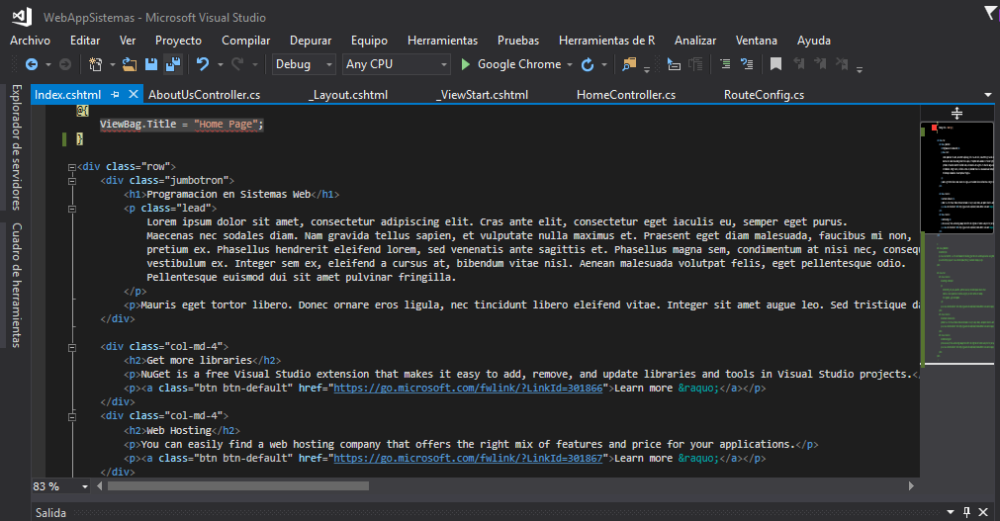 WebAppSistemas - Microsoft Visual Studio
Archivo Editar Ver Proyecto Compilar Depurar Equipo Herramientas Pruebas Herramientas de R Analizar Ventana Ayuda
Debug Any CPU Google Chrome
Index.cshtml AboutUsController.cs _Layout.cshtml _ViewStart.cshtml HomeController.cs RouteConfig.cs
Explorador de servidores
Cuadro de herramientas
@{
ViewBag.Title = "Home Page";
}
<div class="row">
<div class="jumbotron">
<h1>Programacion en Sistemas Web</h1>
<p class="lead">
Lorem ipsum dolor sit amet, consectetur adipiscing elit. Cras ante elit, consectetur eget iaculis eu, semper eget purus.
Maecenas nec sodales diam. Nam gravida tellus sapien, et vulputate nulla maximus et. Praesent eget diam malesuada, faucibus mi non,
pretium ex. Phasellus hendrerit eleifend lorem, sed venenatis ante sagittis et. Phasellus magna sem, condimentum at nisi nec, conseq
vestibulum ex. Integer sem ex, eleifend a cursus at, bibendum vitae nisl. Aenean malesuada volutpat felis, eget pellentesque odio.
Pellentesque euismod dui sit amet pulvinar fringilla.
</p>
<p>Mauris eget tortor libero. Donec ornare eros ligula, nec tincidunt libero eleifend vitae. Integer sit amet augue leo. Sed tristique d
</div>
<div class="col-md-4">
<h2>Get more libraries</h2>
<p>NuGet is a free Visual Studio extension that makes it easy to add, remove, and update libraries and tools in Visual Studio projects.<
<p><a class="btn btn-default" href="https://go.microsoft.com/fwlink/?LinkId=301866">Learn more &raquo;</a></p>
</div>
<div class="col-md-4">
<h2>Web Hosting</h2>
<p>You can easily find a web hosting company that offers the right mix of features and price for your applications.</p>
<p><a class="btn btn-default" href="https://go.microsoft.com/fwlink/?LinkId=301867">Learn more &raquo;</a></p>
</div>
83 %
Salida